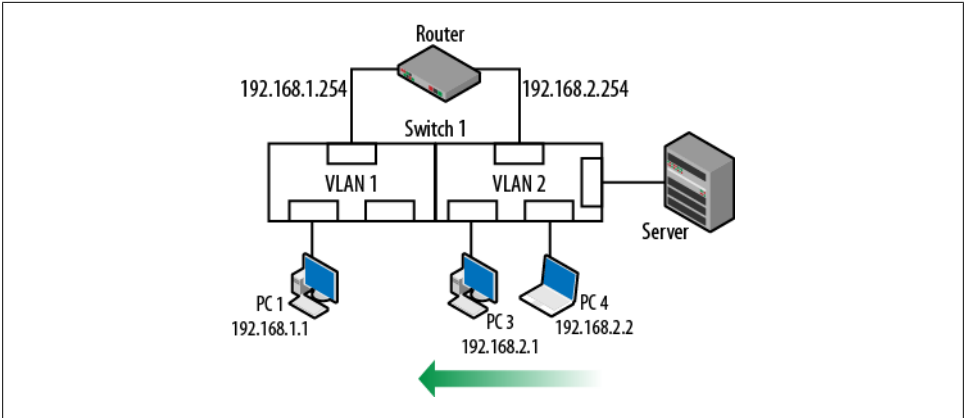 Router
192.168.1.254
192.168.2.254
Switch 1
VLAN 1
VLAN 2
Server
PC 1
192.168.1.1
PC 3
192.168.2.1
PC 4
192.168.2.2